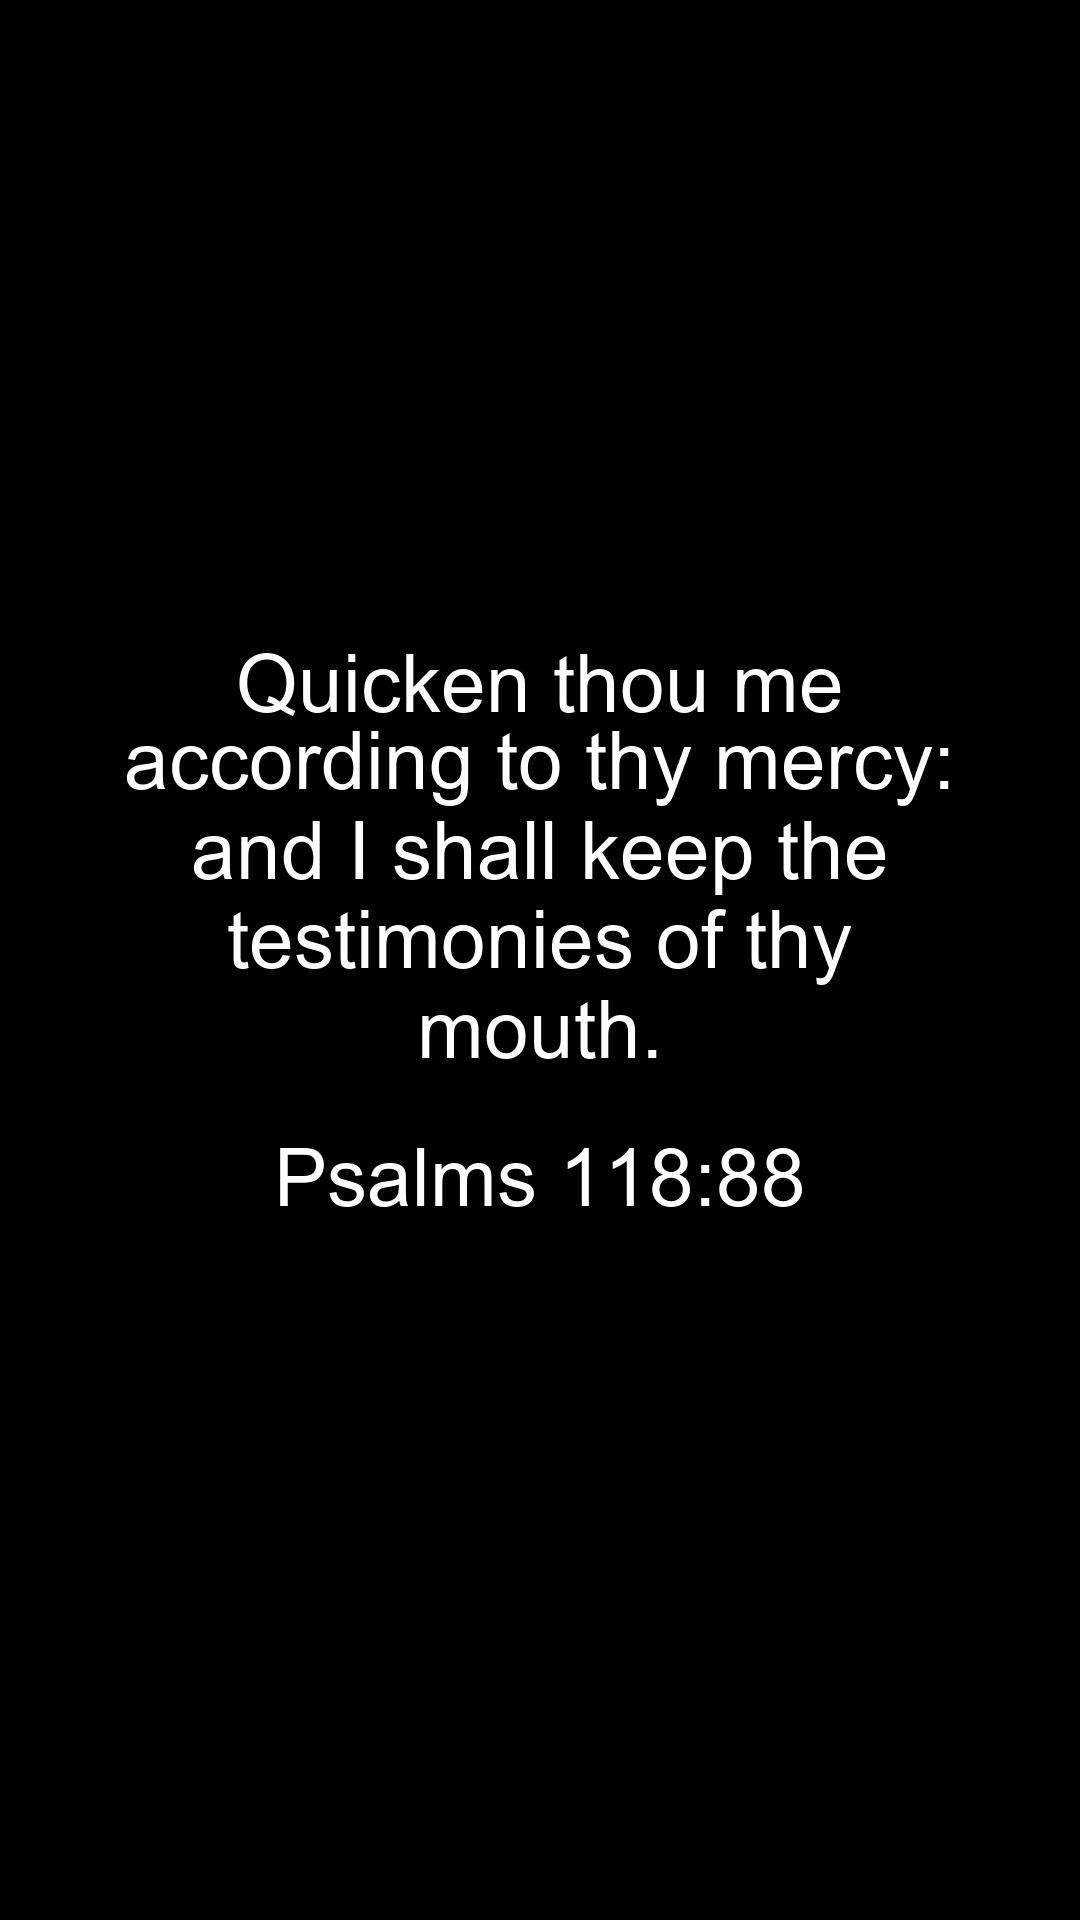 Quicken thou me
according to thy mercy:
and I shall keep the
testimonies of thy
mouth.
Psalms 118:88